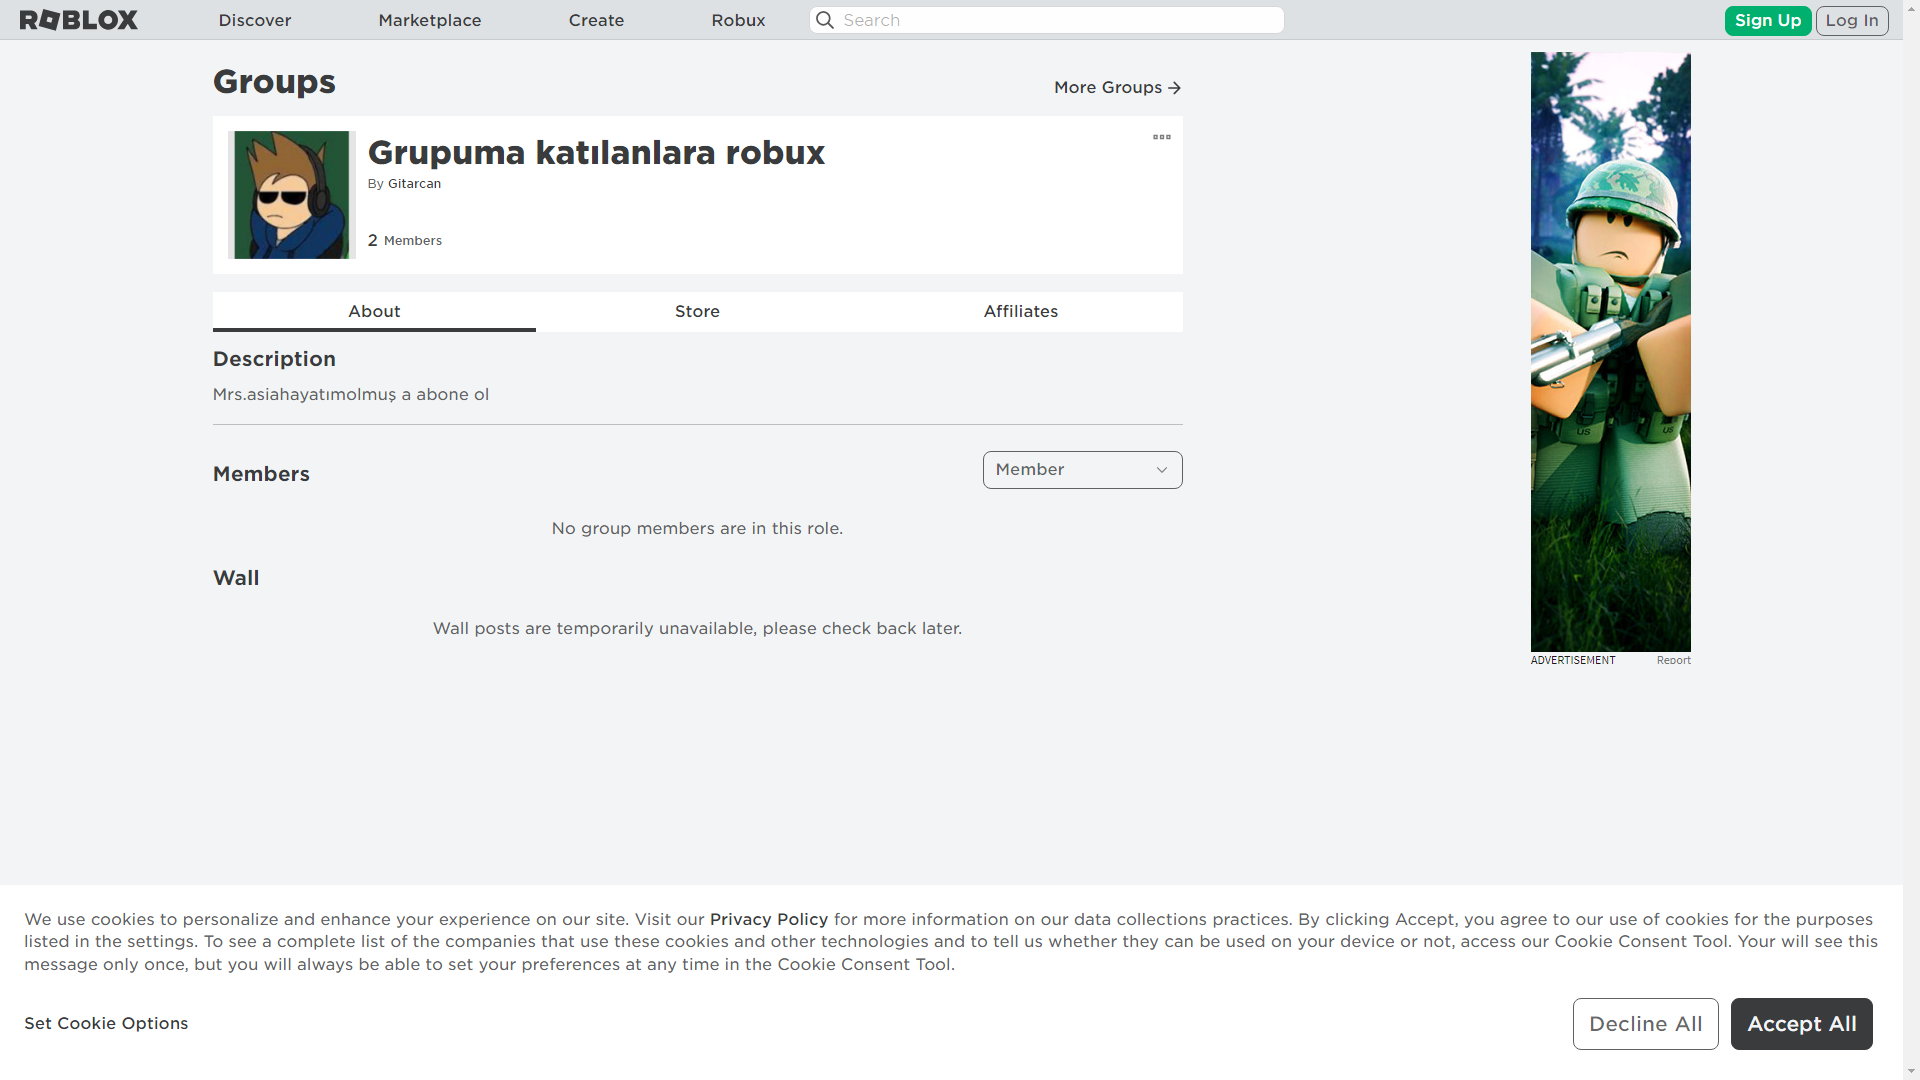 ROBLOX
Discover
Marketplace
Create
Robux
Search
Sign Up
Log In
Groups
More Groups
Grupuma katılanlara robux
By Gitarcan
2 Members
About
Store
Affiliates
Description
Mrs.asiahayatımolmuş a abone ol
Members
Member
No group members are in this role.
Wall
Wall posts are temporarily unavailable, please check back later.
US
US
ADVERTISEMENT
Report
We use cookies to personalize and enhance your experience on our site. Visit our Privacy Policy for more information on our data collections practices. By clicking Accept, you agree to our use of cookies for the purposes
listed in the settings. To see a complete list of the companies that use these cookies and other technologies and to tell us whether they can be used on your device or not, access our Cookie Consent Tool. Your will see this
message only once, but you will always be able to set your preferences at any time in the Cookie Consent Tool.
Set Cookie Options
Decline All
Accept All